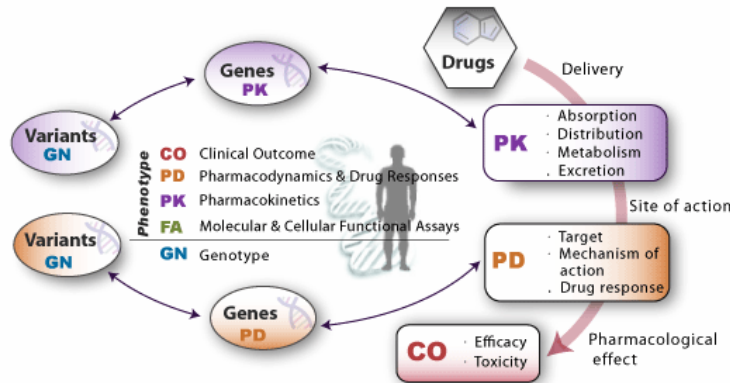 Drugs
Delivery
Genes
PK
Variants
GN
PK
· Absorption
· Distribution
· Metabolism
. Excretion
Phenotype
CO Clinical Outcome
PD Pharmacodynamics & Drug Responses
PK Pharmacokinetics
FA Molecular & Cellular Functional Assays
GN Genotype
Site of action
Variants
GN
PD
· Target
· Mechanism of
action
. Drug response
Genes
PD
CO
· Efficacy
· Toxicity
Pharmacological
effect